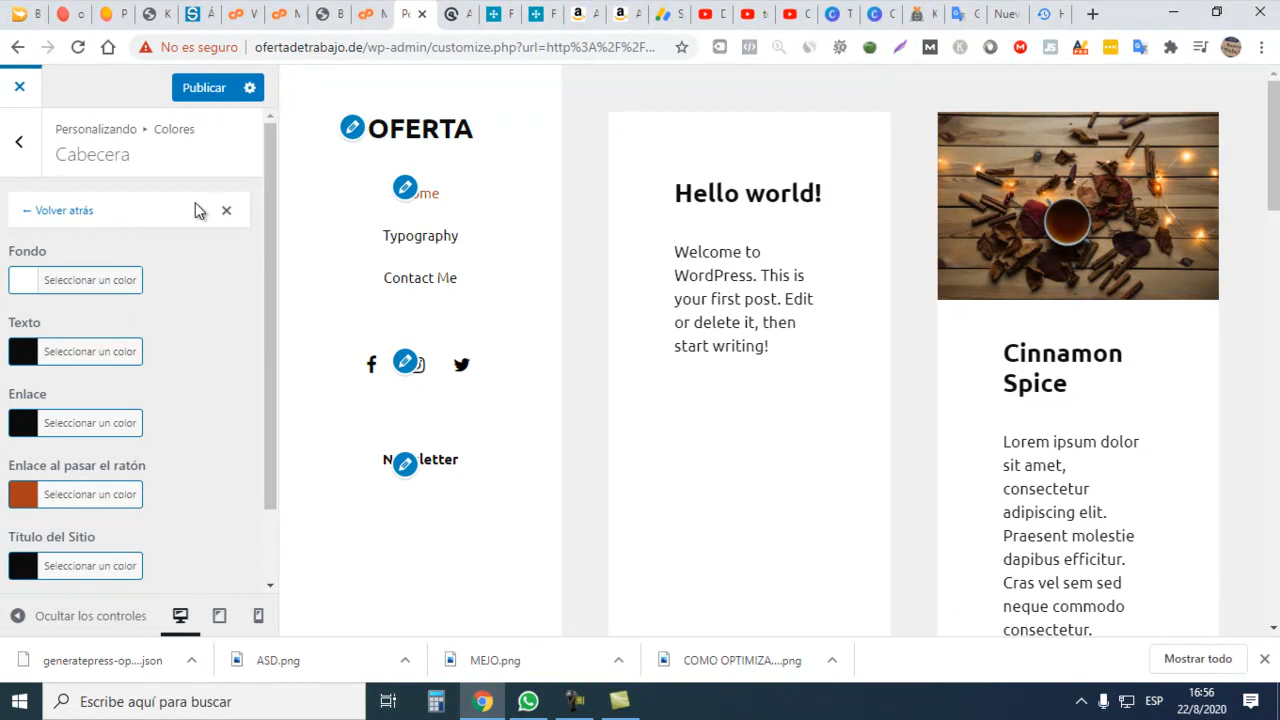 No es seguro
ofertadetrabajo.de/wp-admin/customize.php?url=http%3A%2F%2F...
Publicar
Personalizando ▸ Colores
Cabecera
← Volver atrás
Fondo
Seleccionar un color
Texto
Seleccionar un color
Enlace
Seleccionar un color
Enlace al pasar el ratón
Seleccionar un color
Título del Sitio
Seleccionar un color
Ocultar los controles
OFERTA
ome
Typography
Contact Me
N letter
Hello world!
Welcome to
WordPress. This is
your first post. Edit
or delete it, then
start writing!
Cinnamon
Spice
Lorem ipsum dolor
sit amet,
consectetur
adipiscing elit.
Praesent molestie
dapibus efficitur.
Cras vel sem sed
neque commodo
consectetur.
generatepress-op....json
ASD.png
MEJO.png
COMO OPTIMIZA....png
Mostrar todo
Escribe aquí para buscar
ESP
16:56
22/8/2020